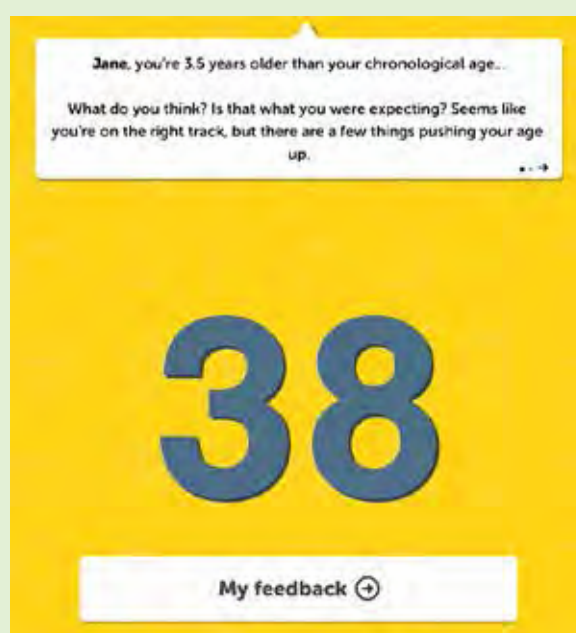 Jane, you're 3.5 years older than your chronological age...
What do you think? Is that what you were expecting? Seems like
you're on the right track, but there are a few things pushing your age
up.
38
My feedback